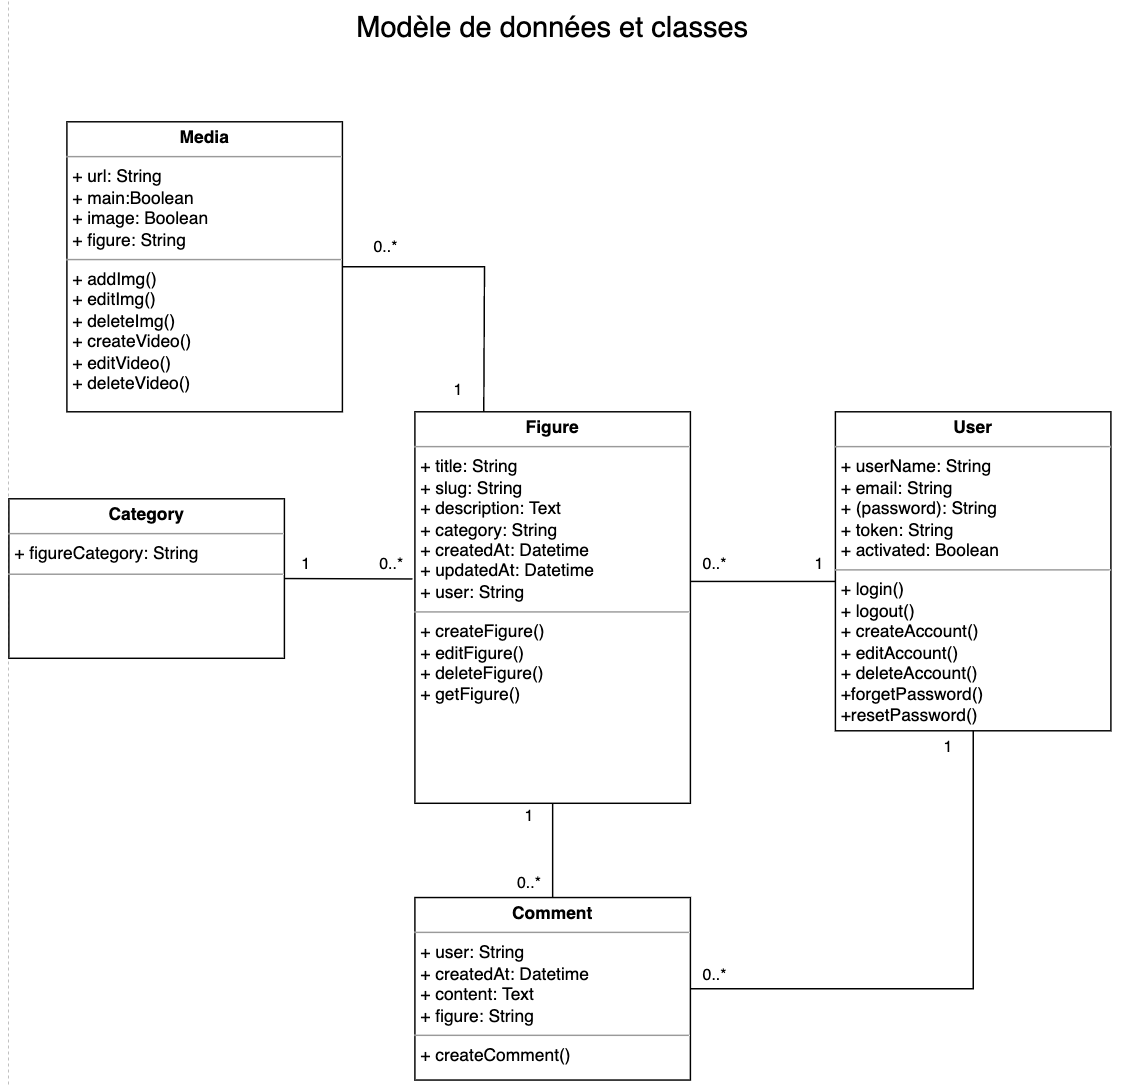 Modèle de données et classes
Media
+ url: String
+ main:Boolean
+ image: Boolean
+ figure: String
+ addImg()
+ editImg()
+ deleteImg()
+ createVideo()
+ editVideo()
+ deleteVideo()
0..*
1
Figure
+ title: String
+ slug: String
+ description: Text
+ category: String
+ createdAt: Datetime
+ updatedAt: Datetime
+ user: String
+ createFigure()
+ editFigure()
+ deleteFigure()
+ getFigure()
User
+ userName: String
+ email: String
+ (password): String
+ token: String
+ activated: Boolean
+ login()
+ logout()
+ createAccount()
+ editAccount()
+ deleteAccount()
+forgetPassword()
+resetPassword()
Category
+ figureCategory: String
1
0..*
0..*
1
1
1
0..*
Comment
+ user: String
+ createdAt: Datetime
+ content: Text
+ figure: String
+ createComment()
0..*